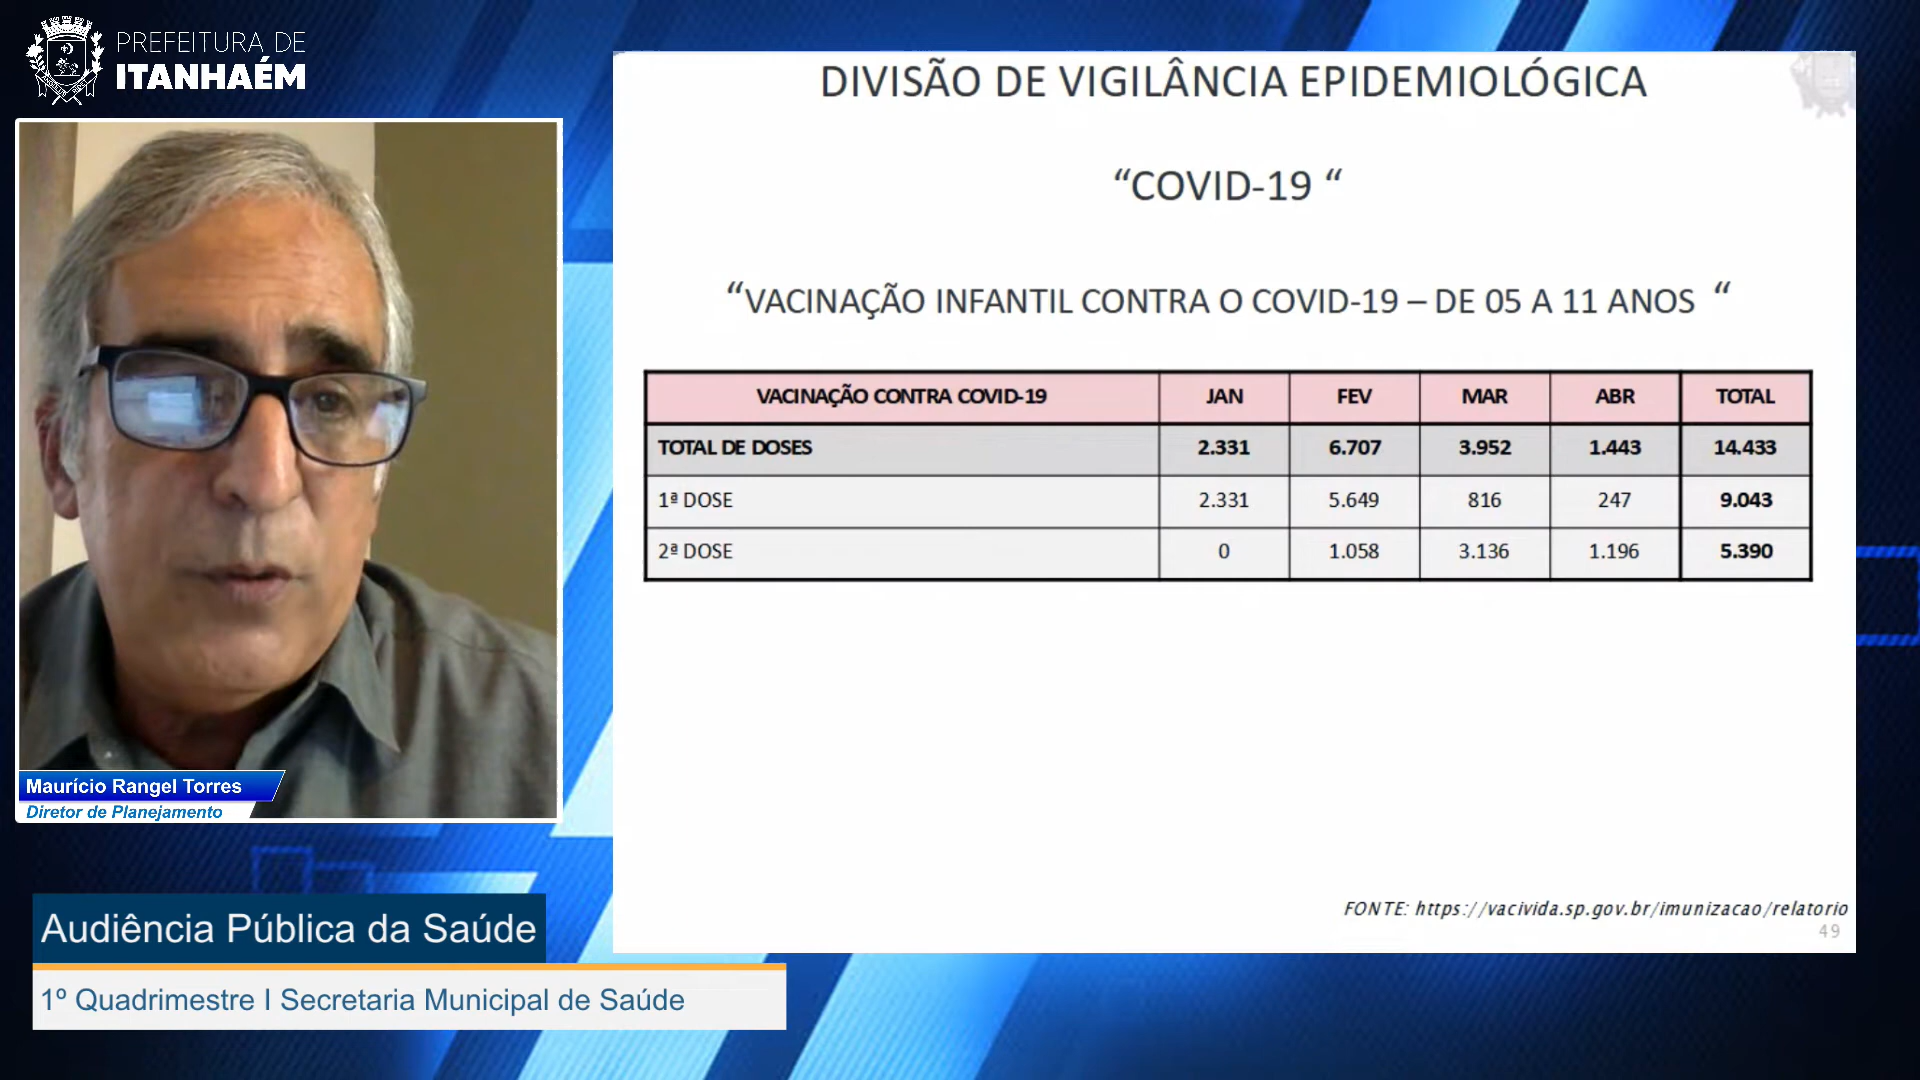 PREFEITURA DE
ITANHAÉM
Maurício Rangel Torres
Diretor de Planejamento
Audiência Pública da Saúde
1º Quadrimestre I Secretaria Municipal de Saúde
DIVISÃO DE VIGILÂNCIA EPIDEMIOLÓGICA
“COVID-19 “
“VACINAÇÃO INFANTIL CONTRA O COVID-19 – DE 05 A 11 ANOS “
VACINAÇÃO CONTRA COVID-19 JAN FEV MAR ABR TOTAL
TOTAL DE DOSES 2.331 6.707 3.952 1.443 14.433
1ª DOSE 2.331 5.649 816 247 9.043
2ª DOSE 0 1.058 3.136 1.196 5.390
FONTE: https://vacivida.sp.gov.br/imunizacao/relatorio
49